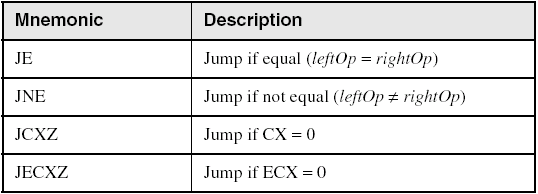 Mnemonic Description
JE Jump if equal (leftOp = rightOp)
JNE Jump if not equal (leftOp ≠ rightOp)
JCXZ Jump if CX = 0
JECXZ Jump if ECX = 0